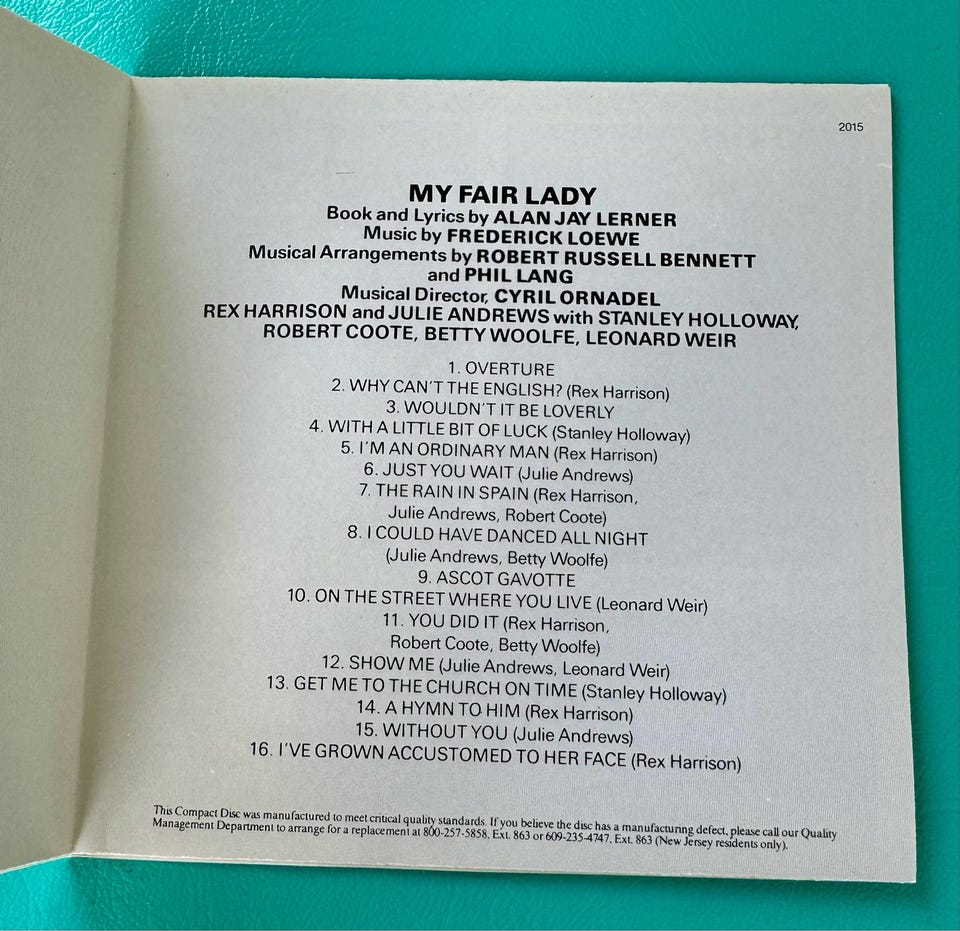 2015
MY FAIR LADY
Book and Lyrics by ALAN JAY LERNER
Music by FREDERICK LOEWE
Musical Arrangements by ROBERT RUSSELL BENNETT
and PHIL LANG
Musical Director, CYRIL ORNADEL
REX HARRISON and JULIE ANDREWS with STANLEY HOLLOWAY,
ROBERT COOTE, BETTY WOOLFE, LEONARD WEIR
1. OVERTURE
2. WHY CAN'T THE ENGLISH? (Rex Harrison)
3. WOULDN'T IT BE LOVERLY
4. WITH A LITTLE BIT OF LUCK (Stanley Holloway)
5. I'M AN ORDINARY MAN (Rex Harrison)
6. JUST YOU WAIT (Julie Andrews)
7. THE RAIN IN SPAIN (Rex Harrison,
Julie Andrews, Robert Coote)
8. I COULD HAVE DANCED ALL NIGHT
(Julie Andrews, Betty Woolfe)
9. ASCOT GAVOTTE
10. ON THE STREET WHERE YOU LIVE (Leonard Weir)
11. YOU DID IT (Rex Harrison,
Robert Coote, Betty Woolfe)
12. SHOW ME (Julie Andrews, Leonard Weir)
13. GET ME TO THE CHURCH ON TIME (Stanley Holloway)
14. A HYMN TO HIM (Rex Harrison)
15. WITHOUT YOU (Julie Andrews)
16. I'VE GROWN ACCUSTOMED TO HER FACE (Rex Harrison)
This Compact Disc was manufactured to meet critical quality standards. If you believe the disc has a manufacturing defect, please call our Quality
Management Department to arrange for a replacement at 800-257-5858, Ext. 863 or 609-235-4747, Ext. 863 (New Jersey residents only).